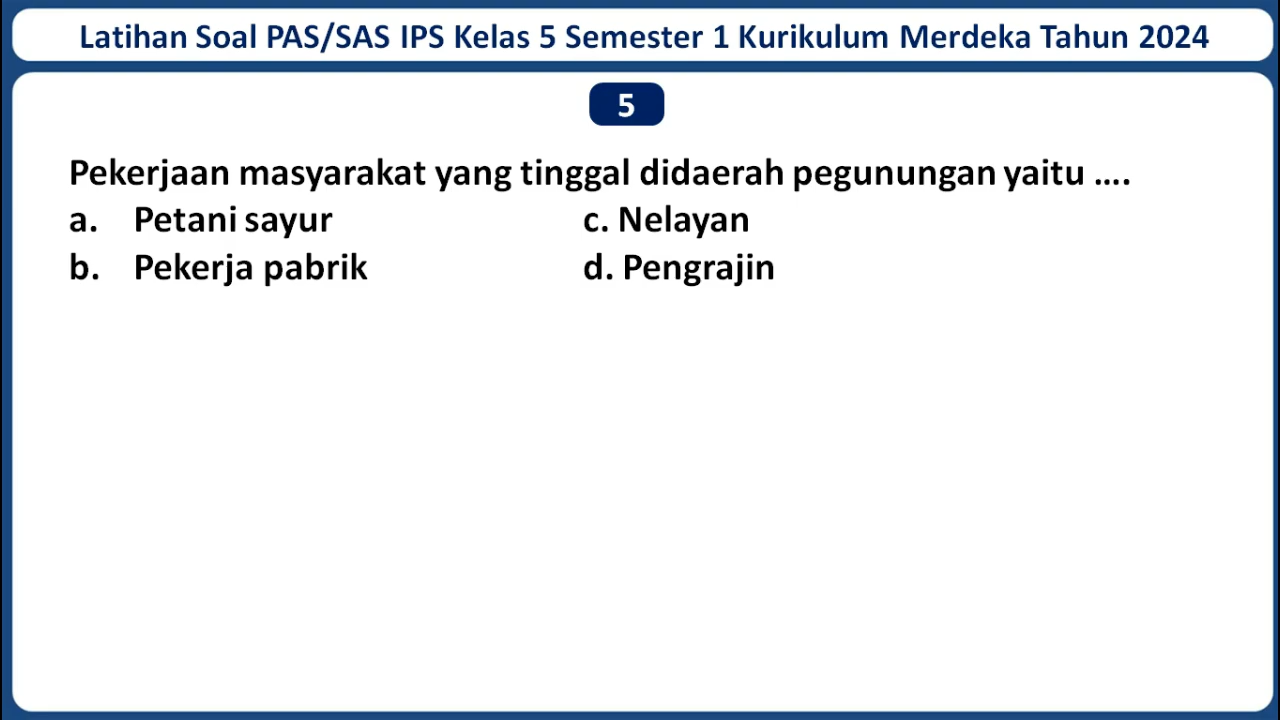 Latihan Soal PAS/SAS IPS Kelas 5 Semester 1 Kurikulum Merdeka Tahun 2024
5
Pekerjaan masyarakat yang tinggal didaerah pegunungan yaitu ....
a. Petani sayur c. Nelayan
b. Pekerja pabrik d. Pengrajin